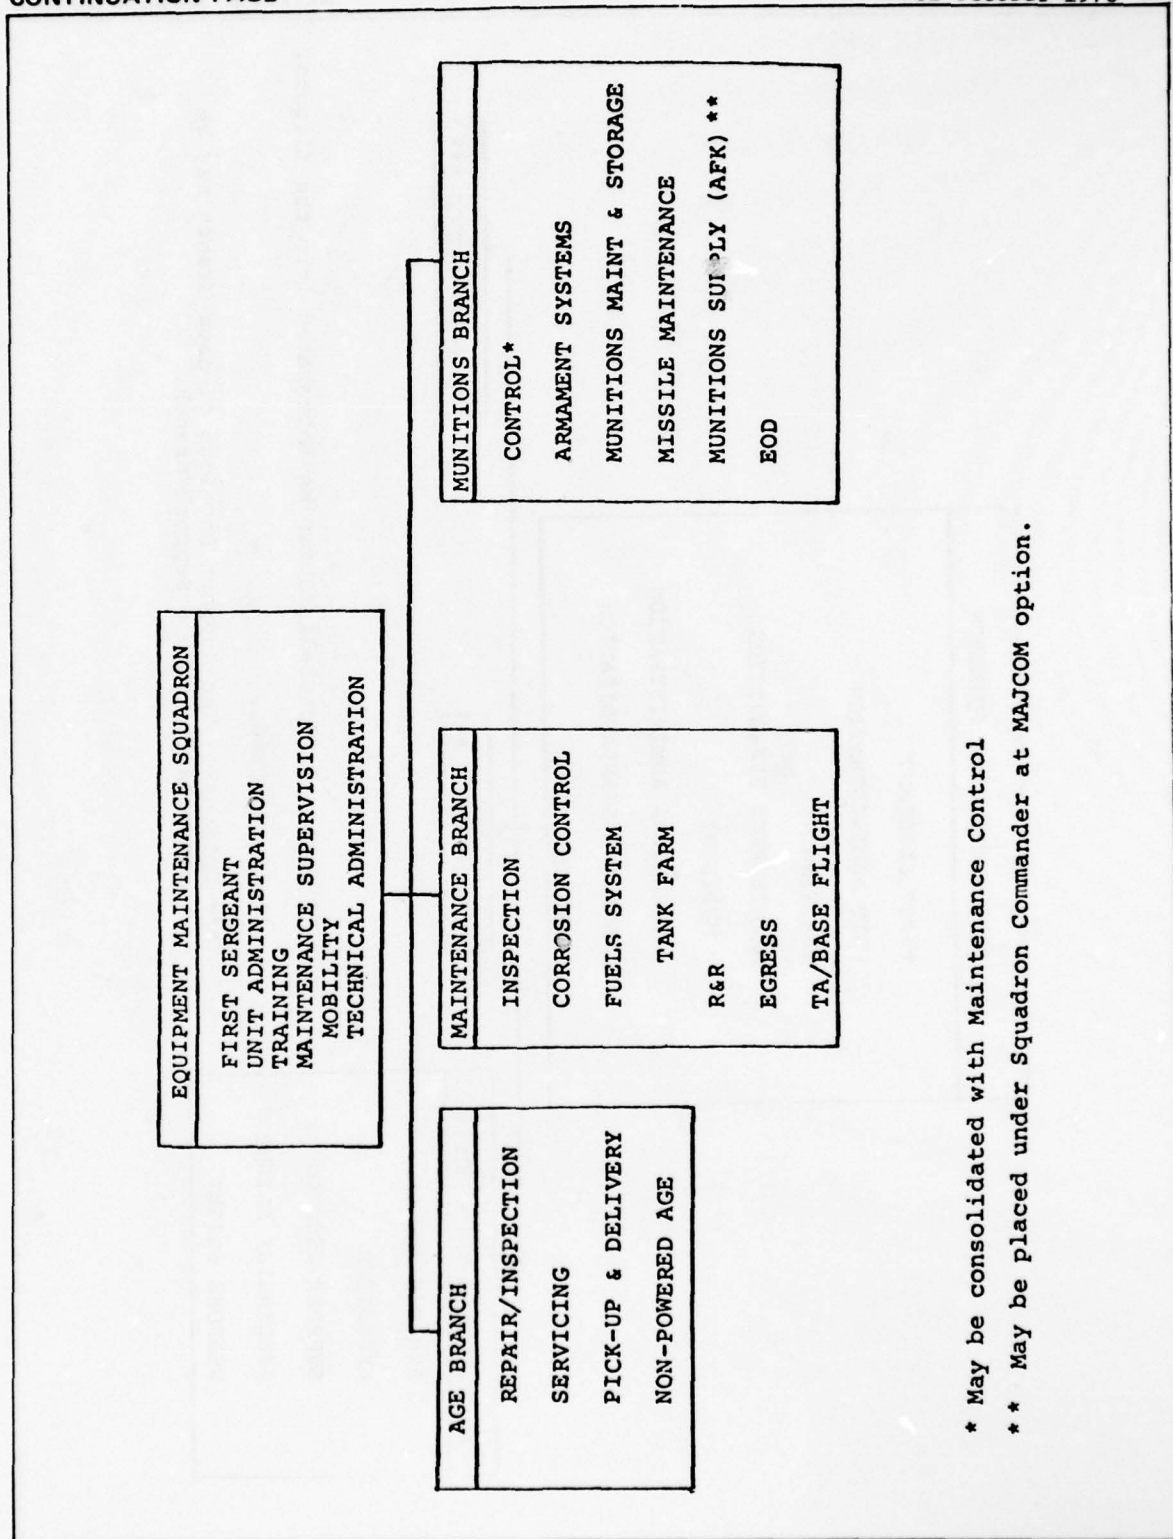 EQUIPMENT MAINTENANCE SQUADRON
FIRST SERGEANT
UNIT ADMINISTRATION
TRAINING
MAINTENANCE SUPERVISION
MOBILITY
TECHNICAL ADMINISTRATION
AGE BRANCH
REPAIR/INSPECTION
SERVICING
PICK-UP & DELIVERY
NON-POWERED AGE
MAINTENANCE BRANCH
INSPECTION
CORROSION CONTROL
FUELS SYSTEM
TANK FARM
R&R
EGRESS
TA/BASE FLIGHT
MUNITIONS BRANCH
CONTROL*
ARMAMENT SYSTEMS
MUNITIONS MAINT & STORAGE
MISSILE MAINTENANCE
MUNITIONS SUPPLY (AFK) **
EOD
* May be consolidated with Maintenance Control
** May be placed under Squadron Commander at MAJCOM option.